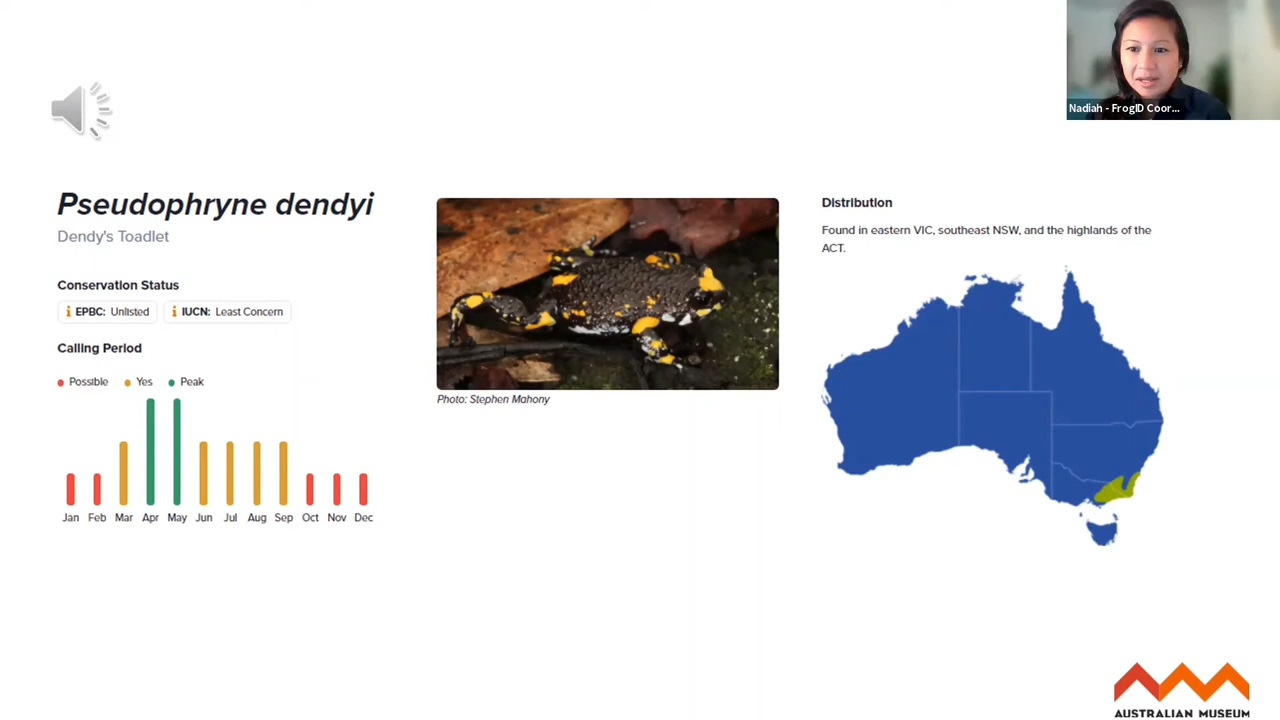 Nadiah - FrogID Coor...
Pseudophryne dendyi
Dendy's Toadlet
Conservation Status
EPBC: Unlisted
IUCN: Least Concern
Calling Period
Possible Yes Peak
Jan Feb Mar Apr May Jun Jul Aug Sep Oct Nov Dec
Photo: Stephen Mahony
Distribution
Found in eastern VIC, southeast NSW, and the highlands of the
ACT.
AUSTRALIAN MUSEUM